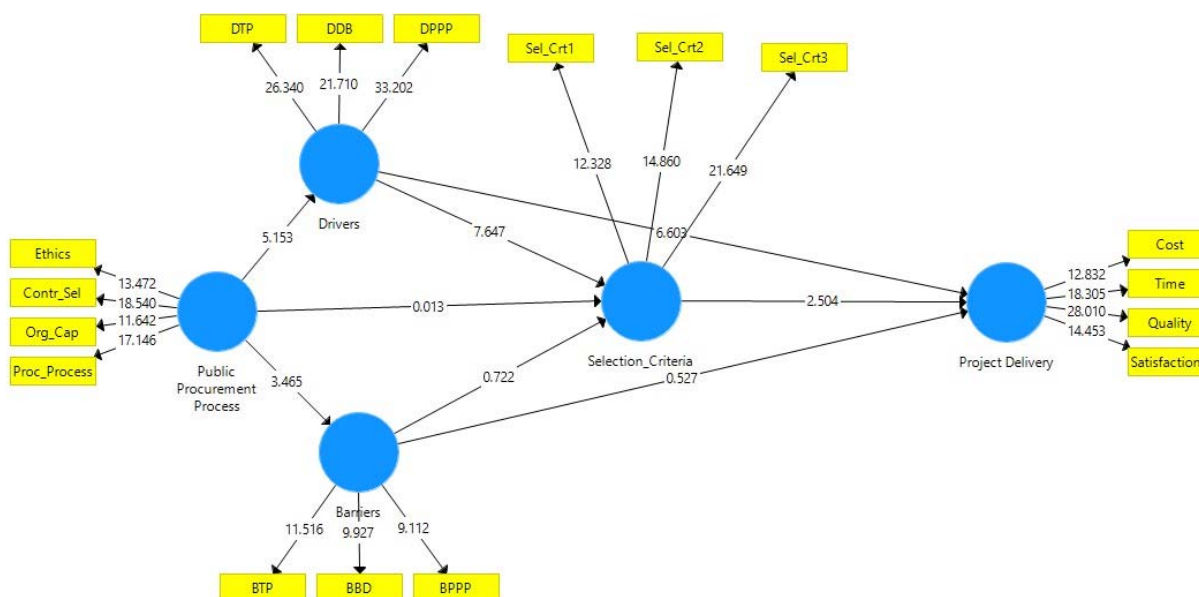 DTP
DDB
DPPP
Sel_Crt1
Sel_Crt2
Sel_Crt3
26.340
21.710
33.202
12.328
14.860
21.649
Drivers
5.153
7.647
6.603
Ethics
Contr_Sel
Org_Cap
Proc_Process
13.472
18.540
11.642
17.146
Public
Procurement
Process
0.013
Selection_Criteria
2.504
Project Delivery
Cost
Time
Quality
Satisfaction
12.832
18.305
28.010
14.453
3.465
0.722
0.527
Barriers
11.516
9.927
9.112
BTP
BBD
BPPP